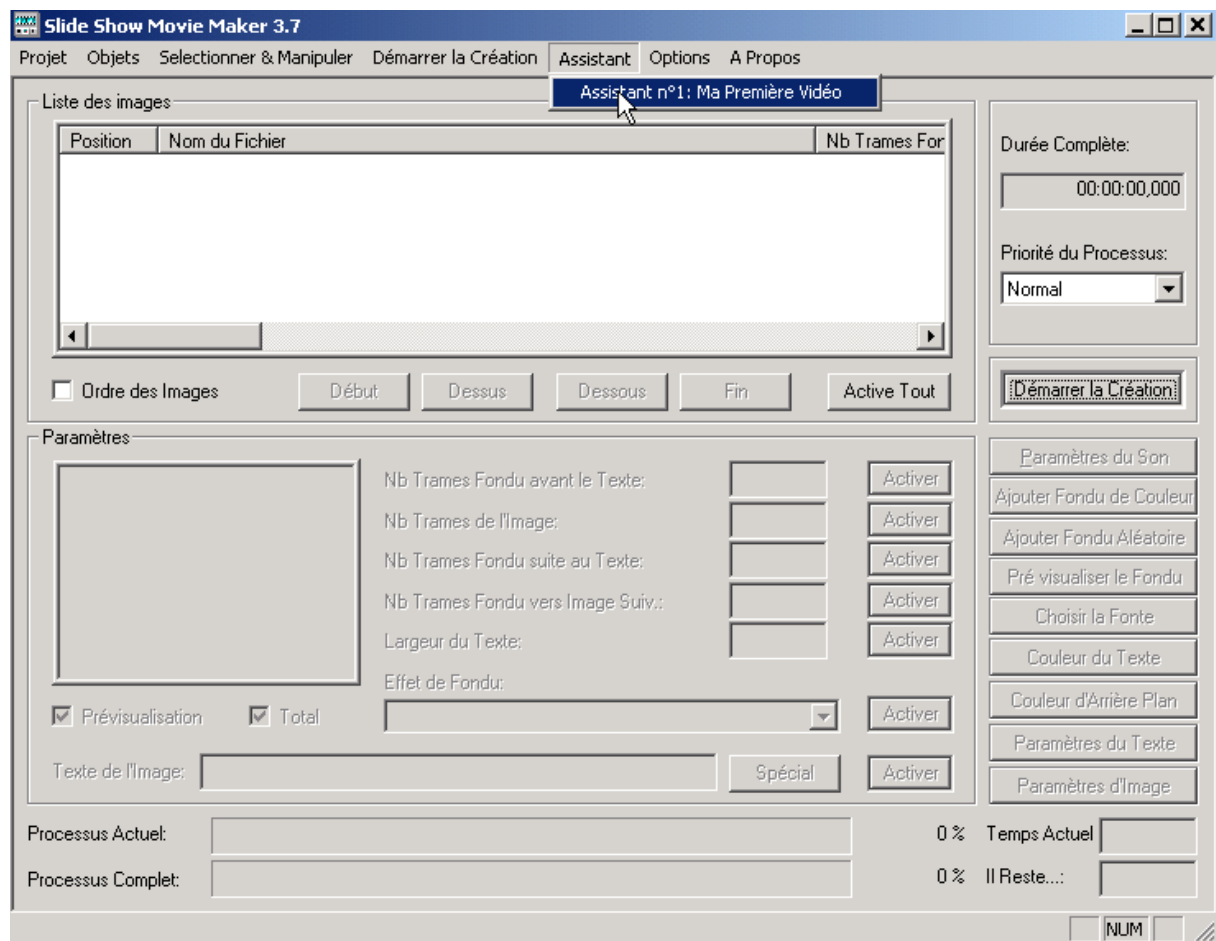 Slide Show Movie Maker 3.7
Projet Objets Selectionner & Manipuler Démarrer la Création Assistant Options A Propos
Assistant n°1: Ma Première Vidéo
Liste des images
Position Nom du Fichier Nb Trames For
Durée Complète:
00:00:00,000
Priorité du Processus:
Normal
Ordre des Images Début Dessus Dessous Fin Active Tout
Démarrer la Création
Paramètres
Nb Trames Fondu avant le Texte: Activer
Nb Trames de l'Image: Activer
Nb Trames Fondu suite au Texte: Activer
Nb Trames Fondu vers Image Suiv.: Activer
Largeur du Texte: Activer
Effet de Fondu:
Prévisualisation Total Activer
Texte de l'Image: Spécial Activer
Paramètres du Son
Ajouter Fondu de Couleur
Ajouter Fondu Aléatoire
Pré visualiser le Fondu
Choisir la Fonte
Couleur du Texte
Couleur d'Arrière Plan
Paramètres du Texte
Paramètres d'Image
Processus Actuel: 0 % Temps Actuel
Processus Complet: 0 % Il Reste...:
NUM